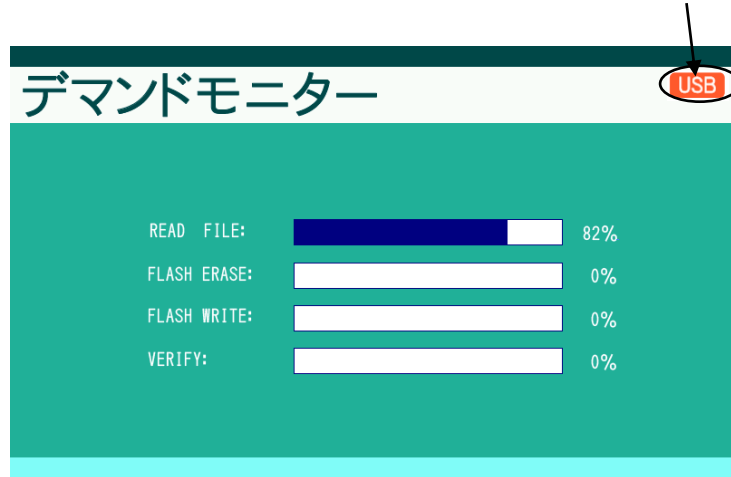 デマンドモニター USB
READ FILE: 82%
FLASH ERASE: 0%
FLASH WRITE: 0%
VERIFY: 0%